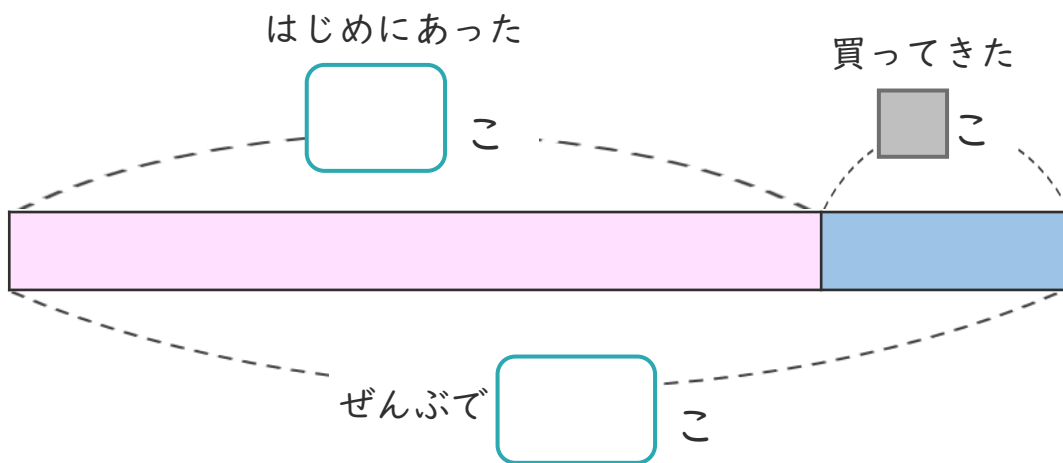 はじめにあった
こ
買ってきた
こ
ぜんぶで
こ